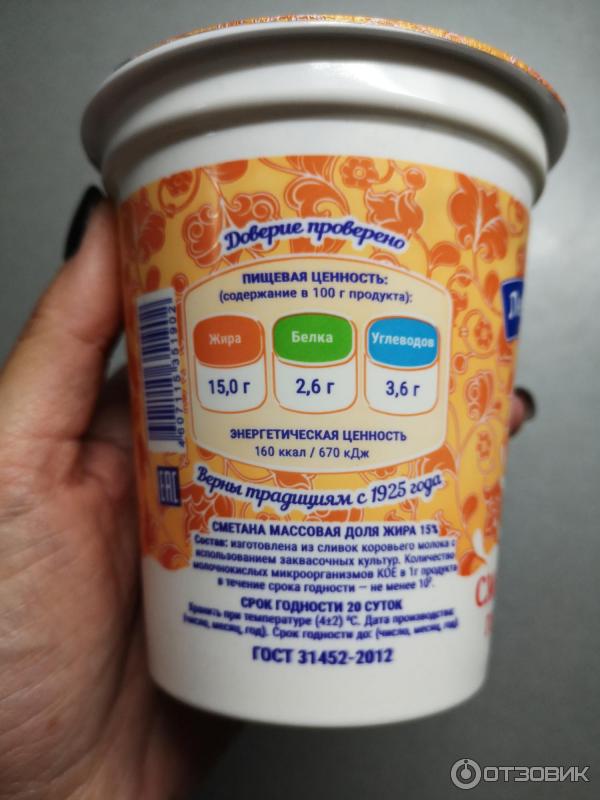 Доверие проверено
ПИЩЕВАЯ ЦЕННОСТЬ:
(содержание в 100 г продукта):
Жира Белка Углеводов
15,0 г 2,6 г 3,6 г
ЭНЕРГЕТИЧЕСКАЯ ЦЕННОСТЬ
160 ккал / 670 кДж
Верны традициям с 1925 года
СМЕТАНА МАССОВАЯ ДОЛЯ ЖИРА 15%
Состав: изготовлена из сливок коровьего молока с
использованием заквасочных культур. Количество
молочнокислых микроорганизмов КОЕ в 1г продукта
в течение срока годности — не менее 10⁷.
СРОК ГОДНОСТИ 20 СУТОК
Хранить при температуре (4±2) °С. Дата производства:
(число, месяц, год). Срок годности до: (число, месяц, год)
ГОСТ 31452-2012
4607115351902
EAC
ОТЗОВИК